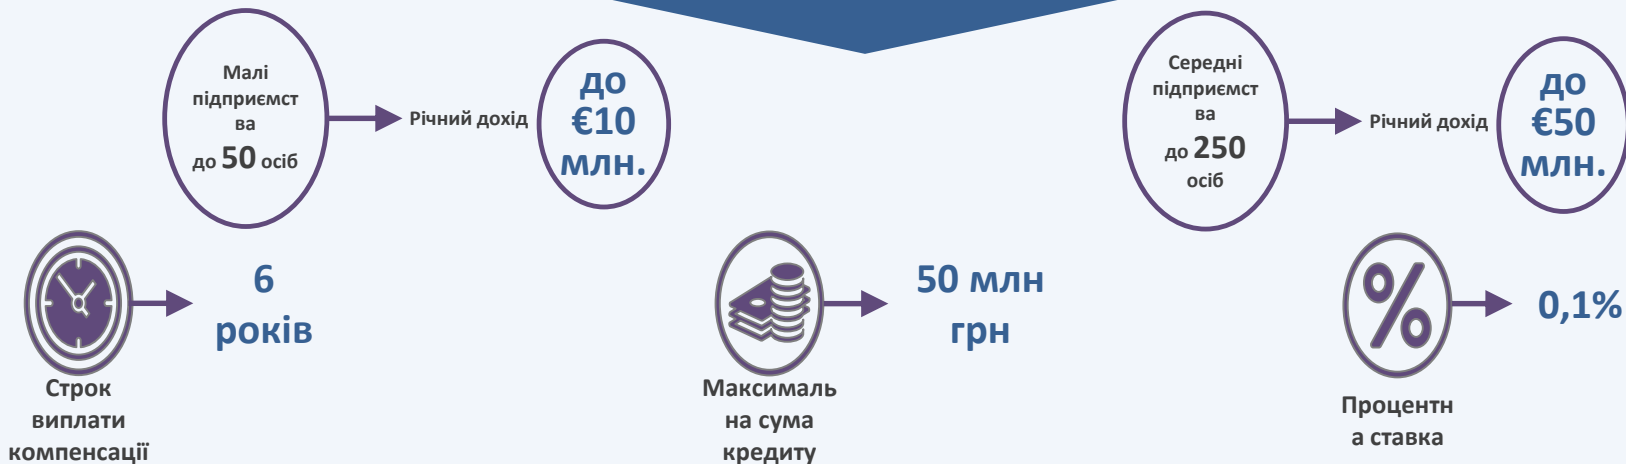 Малі
підприємст
ва
до 50 осіб
Річний дохід
до
€10
млн.
Середні
підприємст
ва
до 250
осіб
Річний дохід
до
€50
млн.
6
років
Строк
виплати
компенсації
50 млн
грн
Максималь
на сума
кредиту
0,1%
Процентн
а ставка